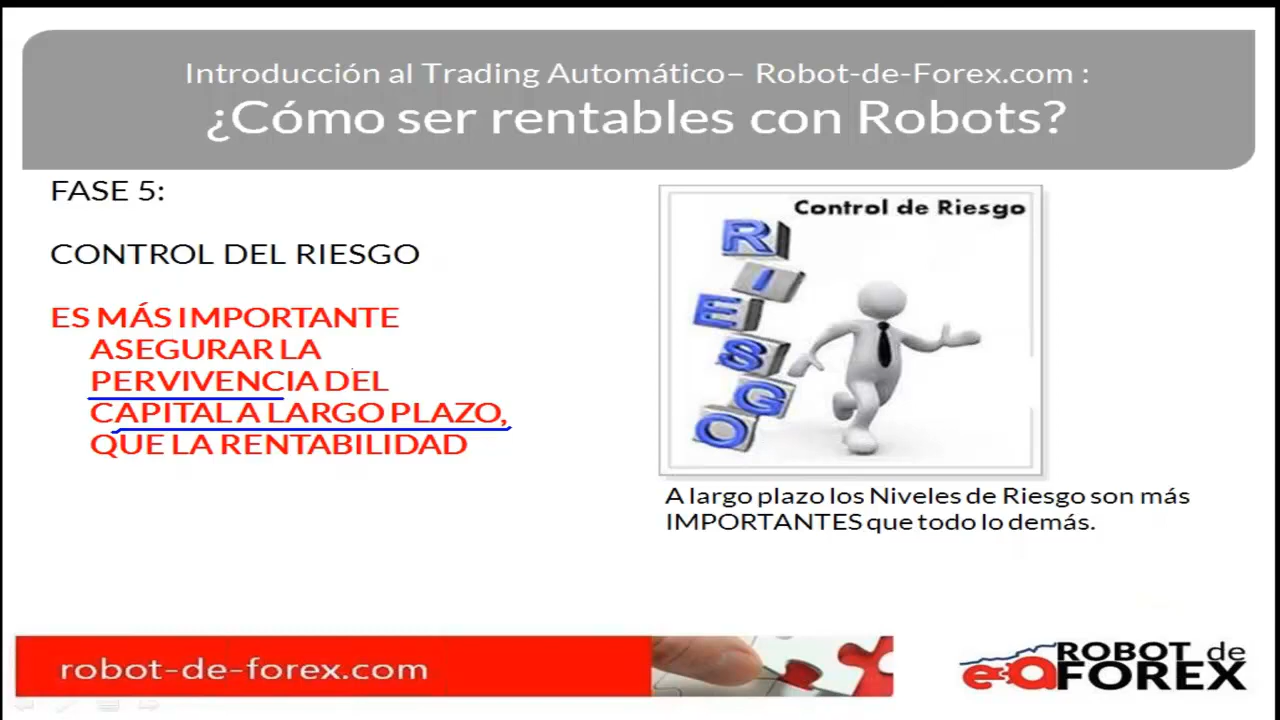 Introducción al Trading Automático– Robot-de-Forex.com :
¿Cómo ser rentables con Robots?
FASE 5:
CONTROL DEL RIESGO
ES MÁS IMPORTANTE
ASEGURAR LA
PERVIVENCIA DEL
CAPITAL A LARGO PLAZO,
QUE LA RENTABILIDAD
Control de Riesgo
RIESGO
A largo plazo los Niveles de Riesgo son más
IMPORTANTES que todo lo demás.
robot-de-forex.com
ea ROBOT de
FOREX